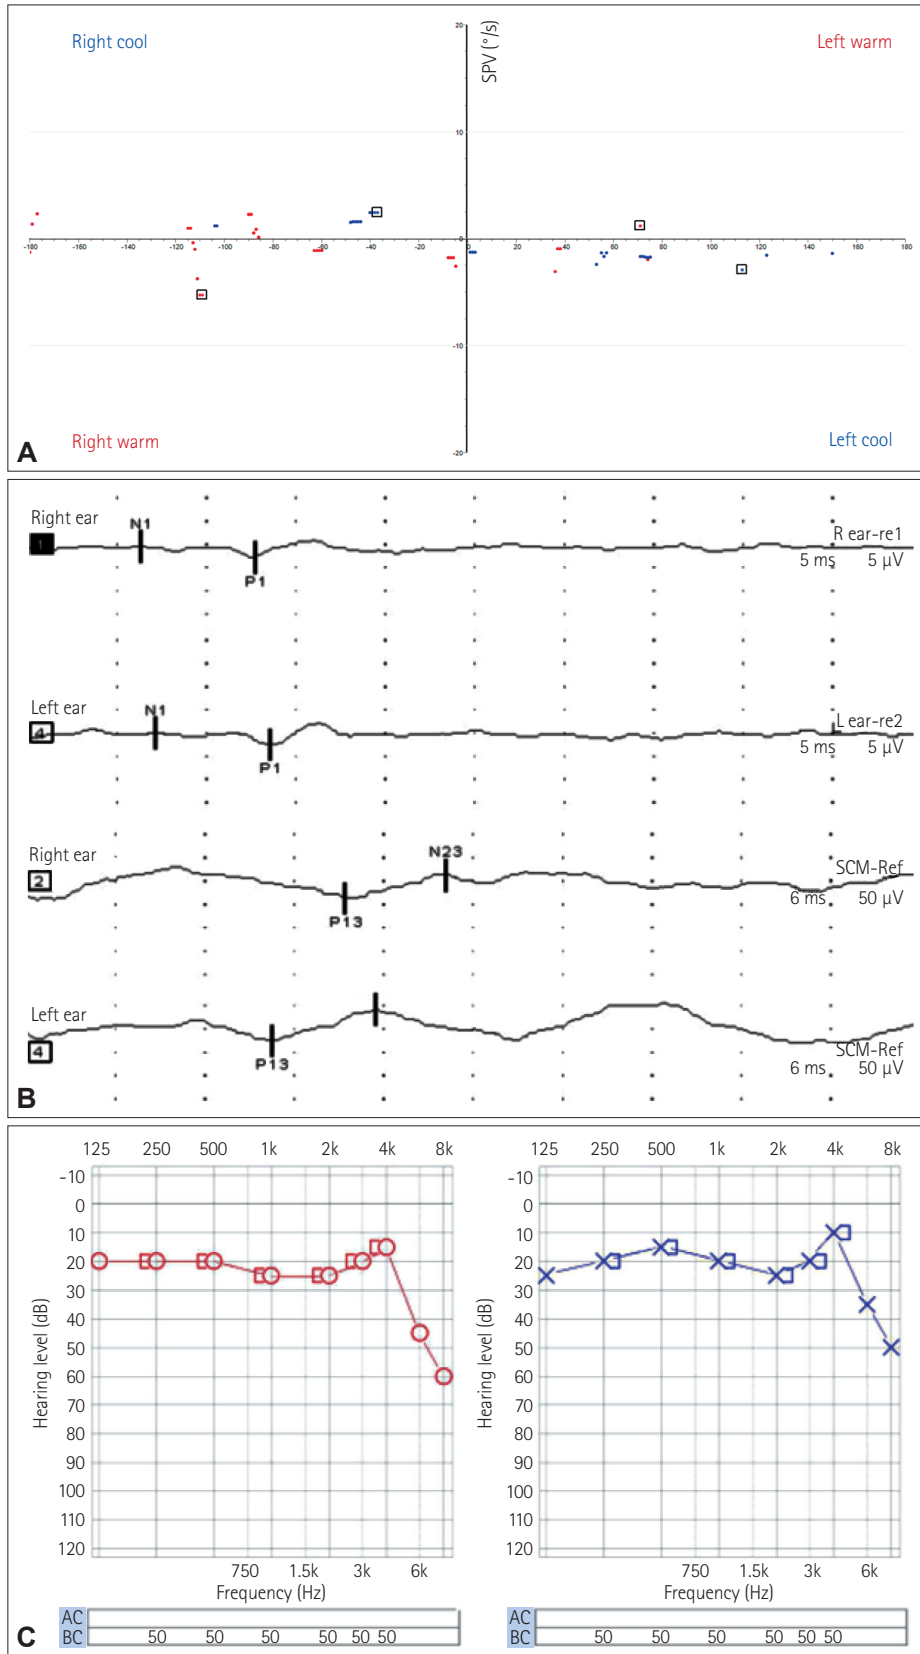 Right cool
SPV (°/s)
Left warm
20
10
-180 -160 -140 -120 -100 -80 -60 -40 -20 0 20 40 60 80 100 120 140 160 180
-10
-20
Right warm
Left cool
A
Right ear
1
N1
P1
R ear-re1
5 ms 5 µV
Left ear
4
N1
P1
L ear-re2
5 ms 5 µV
Right ear
2
P13
N23
SCM-Ref
6 ms 50 µV
Left ear
4
P13
SCM-Ref
6 ms 50 µV
B
125 250 500 1k 2k 4k 8k
-10
0
10
20
30
40
50
60
70
80
90
100
110
120
Hearing level (dB)
750 1.5k 3k 6k
Frequency (Hz)
AC
BC 50 50 50 50 50 50
125 250 500 1k 2k 4k 8k
-10
0
10
20
30
40
50
60
70
80
90
100
110
120
Hearing level (dB)
750 1.5k 3k 6k
Frequency (Hz)
AC
BC 50 50 50 50 50 50
C